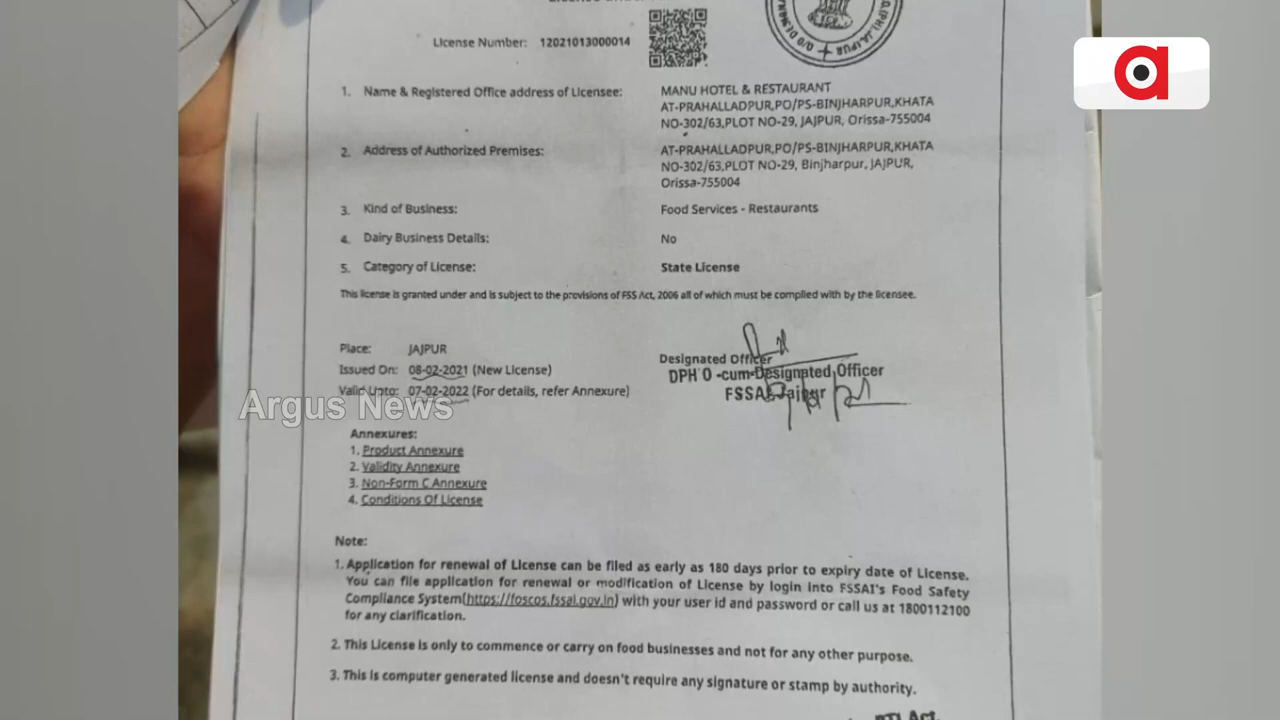 License Number: 12021013000014
1. Name & Registered Office address of Licensee: MANU HOTEL & RESTAURANT
AT-PRAHALLADPUR,PO/PS-BINJHARPUR,KHATA
NO-302/63,PLOT NO-29, JAJPUR, Orissa-755004
2. Address of Authorized Premises: AT-PRAHALLADPUR,PO/PS-BINJHARPUR,KHATA
NO-302/63,PLOT NO-29, Binjharpur, JAJPUR,
Orissa-755004
3. Kind of Business: Food Services - Restaurants
4. Dairy Business Details: No
5. Category of License: State License
This license is granted under and is subject to the provisions of FSS Act, 2006 all of which must be complied with by the licensee.
Place: JAJPUR
Issued On: 08-02-2021 (New License)
Valid Upto: 07-02-2022 (For details, refer Annexure)
Designated Officer
DPHO -cum-Designated Officer
FSSAI Jajpur
Argus News
Annexures:
1. Product Annexure
2. Validity Annexure
3. Non-Form C Annexure
4. Conditions Of License
Note:
1. Application for renewal of License can be filed as early as 180 days prior to expiry date of License.
You can file application for renewal or modification of License by login into FSSAI's Food Safety
Compliance System(https://foscos.fssai.gov.in) with your user id and password or call us at 1800112100
for any clarification.
2. This License is only to commence or carry on food businesses and not for any other purpose.
3. This is computer generated license and doesn't require any signature or stamp by authority.
RTI Act.